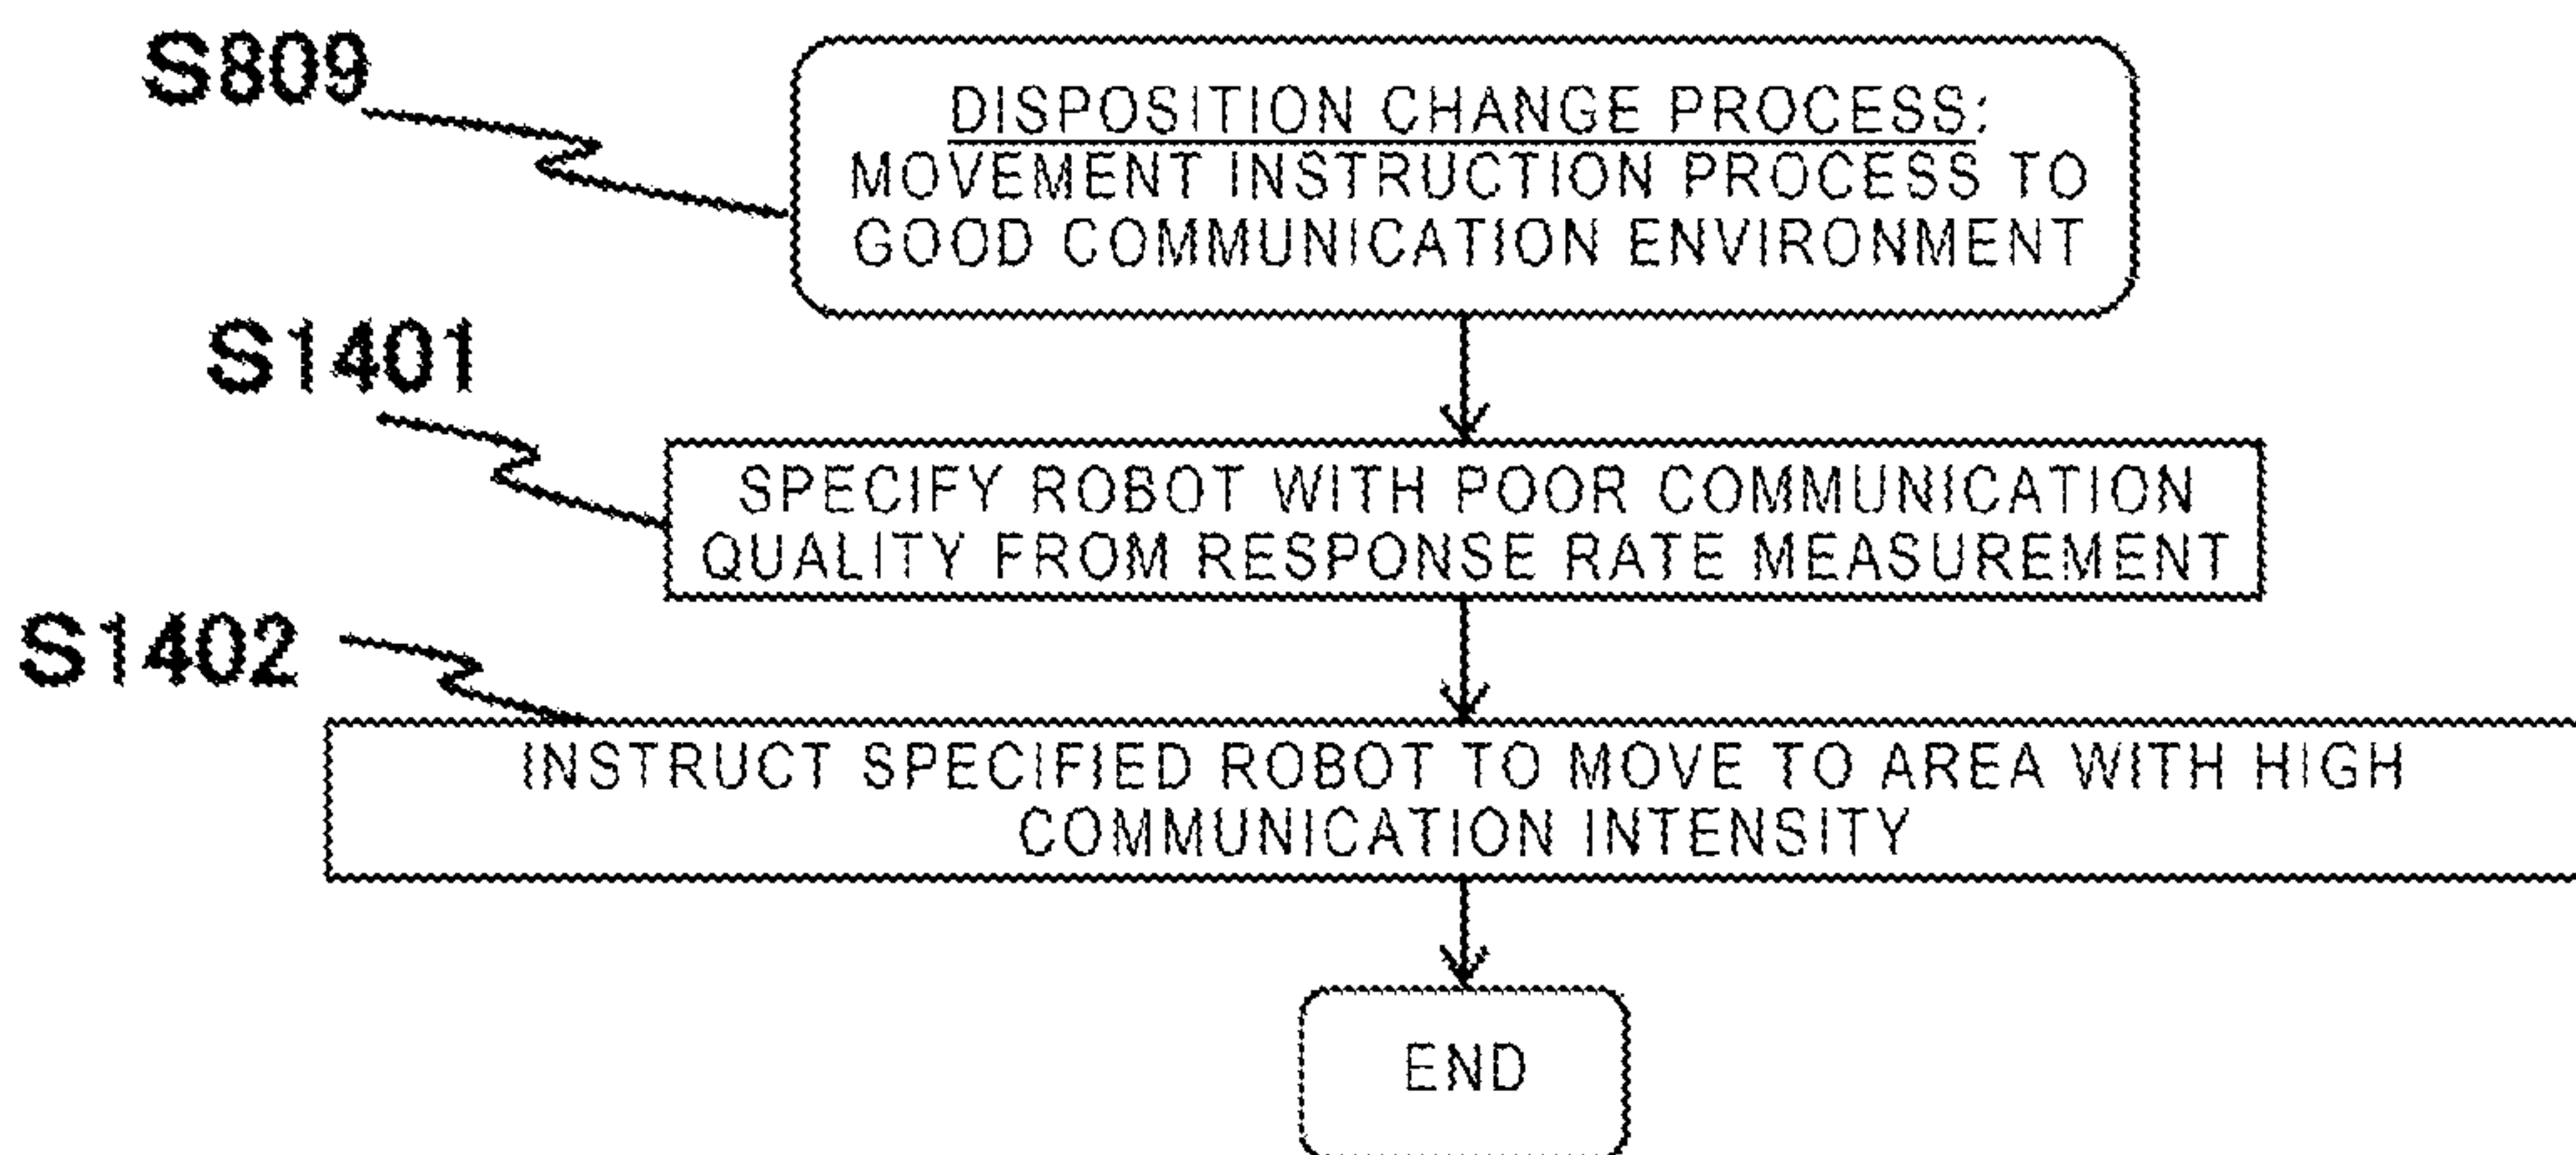 S809
DISPOSITION CHANGE PROCESS:
MOVEMENT INSTRUCTION PROCESS TO
GOOD COMMUNICATION ENVIRONMENT
S1401
SPECIFY ROBOT WITH POOR COMMUNICATION
QUALITY FROM RESPONSE RATE MEASUREMENT
S1402
INSTRUCT SPECIFIED ROBOT TO MOVE TO AREA WITH HIGH
COMMUNICATION INTENSITY
END